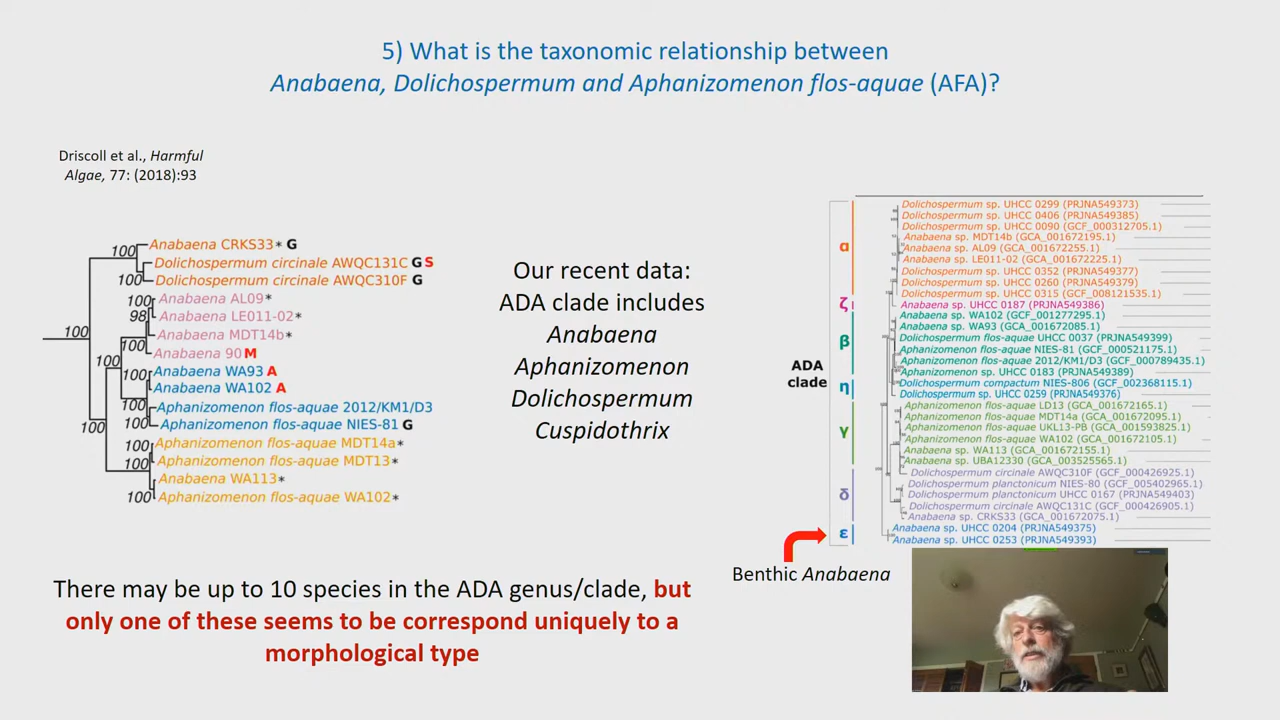 5) What is the taxonomic relationship between
Anabaena, Dolichospermum and Aphanizomenon flos-aquae (AFA)?
Driscoll et al., Harmful
Algae, 77: (2018):93
100
Anabaena CRKS33* G
Dolichospermum circinale AWQC131C G S
100
Dolichospermum circinale AWQC310F G
100
Anabaena AL09*
98
Anabaena LE011-02*
100
Anabaena MDT14b*
100
Anabaena 90 M
100
100
Anabaena WA93 A
Anabaena WA102 A
100
Aphanizomenon flos-aquae 2012/KM1/D3
100
Aphanizomenon flos-aquae NIES-81 G
100
Aphanizomenon flos-aquae MDT14a*
100
Aphanizomenon flos-aquae MDT13*
Anabaena WA113*
100
Aphanizomenon flos-aquae WA102*
Our recent data:
ADA clade includes
Anabaena
Aphanizomenon
Dolichospermum
Cuspidothrix
ADA
clade
α
ζ
β
η
γ
δ
ε
Dolichospermum sp. UHCC 0299 (PRJNA549373)
Dolichospermum sp. UHCC 0406 (PRJNA549385)
Dolichospermum sp. UHCC 0090 (GCF_000312705.1)
Anabaena sp. MDT14b (GCA_001672195.1)
Anabaena sp. AL09 (GCA_001672255.1)
Anabaena sp. LE011-02 (GCA_001672225.1)
Dolichospermum sp. UHCC 0352 (PRJNA549377)
Dolichospermum sp. UHCC 0260 (PRJNA549379)
Dolichospermum sp. UHCC 0315 (GCF_008121535.1)
Anabaena sp. UHCC 0187 (PRJNA549386)
Anabaena sp. WA102 (GCF_001277295.1)
Anabaena sp. WA93 (GCA_001672085.1)
Dolichospermum flos-aquae UHCC 0037 (PRJNA549399)
Aphanizomenon flos-aquae NIES-81 (GCF_000521175.1)
Aphanizomenon flos-aquae 2012/KM1/D3 (GCF_000789435.1)
Aphanizomenon sp. UHCC 0183 (PRJNA549389)
Dolichospermum compactum NIES-806 (GCF_002368115.1)
Dolichospermum sp. UHCC 0259 (PRJNA549376)
Aphanizomenon flos-aquae LD13 (GCA_001672165.1)
Aphanizomenon flos-aquae MDT14a (GCA_001672095.1)
Aphanizomenon flos-aquae UKL13-PB (GCA_001593825.1)
Aphanizomenon flos-aquae WA102 (GCA_001672105.1)
Anabaena sp. WA113 (GCA_001672155.1)
Anabaena sp. UBA12330 (GCA_003525565.1)
Dolichospermum circinale AWQC310F (GCF_000426925.1)
Dolichospermum planctonicum NIES-80 (GCF_005402965.1)
Dolichospermum planctonicum UHCC 0167 (PRJNA549403)
Dolichospermum circinale AWQC131C (GCF_000426905.1)
Anabaena sp. CRKS33 (GCA_001672075.1)
Anabaena sp. UHCC 0204 (PRJNA549375)
Anabaena sp. UHCC 0253 (PRJNA549393)
Benthic Anabaena
There may be up to 10 species in the ADA genus/clade, but
only one of these seems to be correspond uniquely to a
morphological type